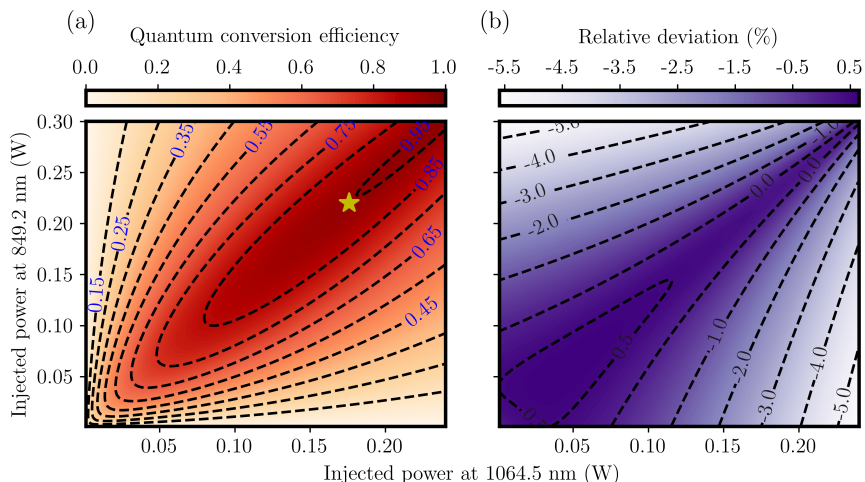 (a)
Quantum conversion efficiency
0.0 0.2 0.4 0.6 0.8 1.0
(b)
Relative deviation (%)
-5.5 -4.5 -3.5 -2.5 -1.5 -0.5 0.5
Injected power at 849.2 nm (W)
0.30
0.25
0.20
0.15
0.10
0.05
0.15
0.25
0.35
0.55
0.75
0.95
0.85
0.65
0.45
-5.0
-4.0
-3.0
-2.0
-1.0
0.0
0.0
0.5
-1.0
-2.0
-3.0
-4.0
-5.0
0.05 0.10 0.15 0.20
0.05 0.10 0.15 0.20
Injected power at 1064.5 nm (W)